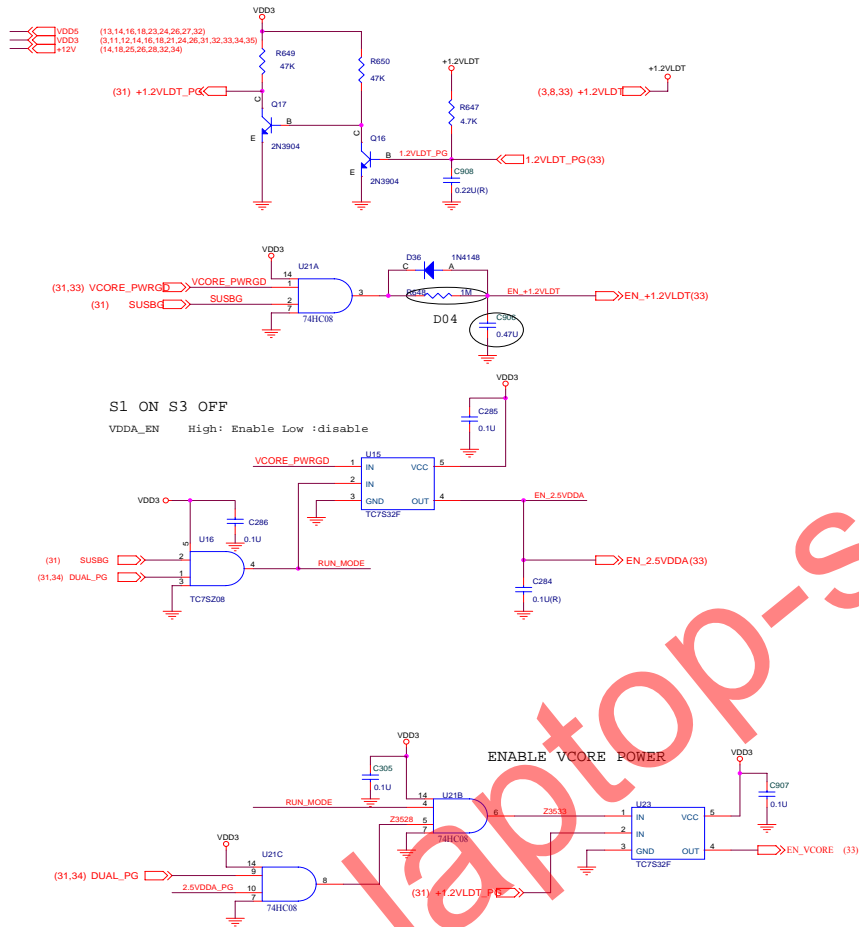 VDD5 (13,14,16,18,23,24,26,27,32)
VDD3 (3,11,12,14,16,18,21,24,26,31,32,33,34,35)
+12V (14,18,25,26,28,32,34)
VDD3
R649
47K
R650
47K
(31) +1.2VLDT_PG
C
Q17
B
E
2N3904
C
Q16
B
E
2N3904
+1.2VLDT
R647
4.7K
1.2VLDT_PG
1.2VLDT_PG(33)
C908
0.22U(R)
(3,8,33) +1.2VLDT
+1.2VLDT
VDD3
U21A
14
(31,33) VCORE_PWRGD
VCORE_PWRGD
1
3
(31) SUSBG
SUSBG
2
7
74HC08
D36 1N4148
C A
R648 1M
D04
EN_+1.2VLDT
EN_+1.2VLDT(33)
C906
0.47U
S1 ON S3 OFF
VDDA_EN High: Enable Low :disable
VDD3
C285
0.1U
U15
VCORE_PWRGD
1 IN VCC 5
2 IN
3 GND OUT 4
TC7S32F
EN_2.5VDDA
EN_2.5VDDA(33)
C284
0.1U(R)
VDD3
C286
0.1U
U16
5
(31) SUSBG
2
4
RUN_MODE
(31,34) DUAL_PG
1
3
TC7SZ08
VDD3
ENABLE VCORE POWER
C305
0.1U
U21B
14
RUN_MODE
4
6
Z3528
5
7
74HC08
Z3533
VDD3
C907
0.1U
U23
1 IN VCC 5
2 IN
3 GND OUT 4
TC7S32F
EN_VCORE (33)
VDD3
U21C
14
(31,34) DUAL_PG
9
8
2.5VDDA_PG
10
7
74HC08
(31) +1.2VLDT_PG
laptop-s